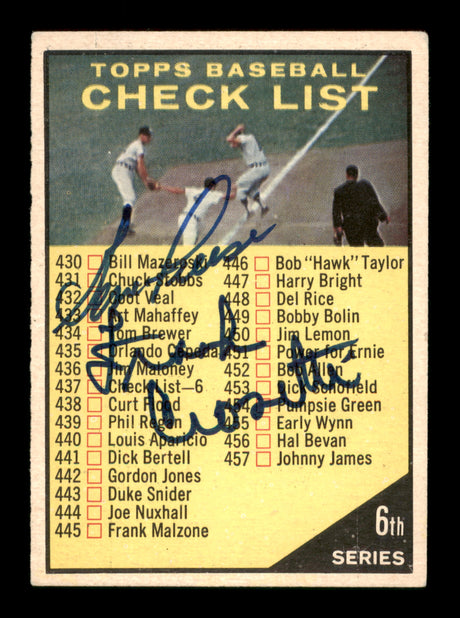 TOPPS BASEBALL
CHECK LIST
430 Bill Mazeroski
431 Chuck Stobbs
432 Coot Veal
433 Art Mahaffey
434 Tom Brewer
435 Orlando Cepeda
436 Jim Maloney
437 Check List—6
438 Curt Flood
439 Phil Regan
440 Louis Aparicio
441 Dick Bertell
442 Gordon Jones
443 Duke Snider
444 Joe Nuxhall
445 Frank Malzone
446 Bob "Hawk" Taylor
447 Harry Bright
448 Del Rice
449 Bobby Bolin
450 Jim Lemon
451 Power for Ernie
452 Bob Allen
453 Dick Schofield
454 Pumpsie Green
455 Early Wynn
456 Hal Bevan
457 Johnny James
Frank
Crosetti
6th
SERIES